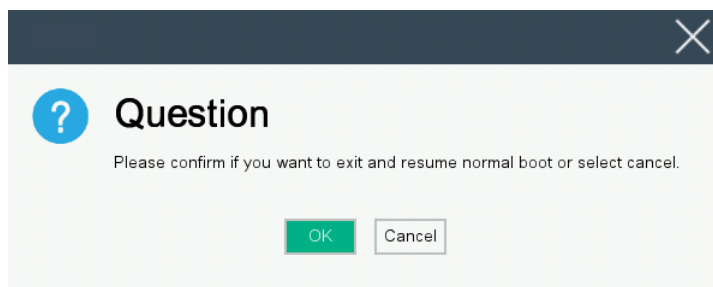 Question
Please confirm if you want to exit and resume normal boot or select cancel.
OK
Cancel